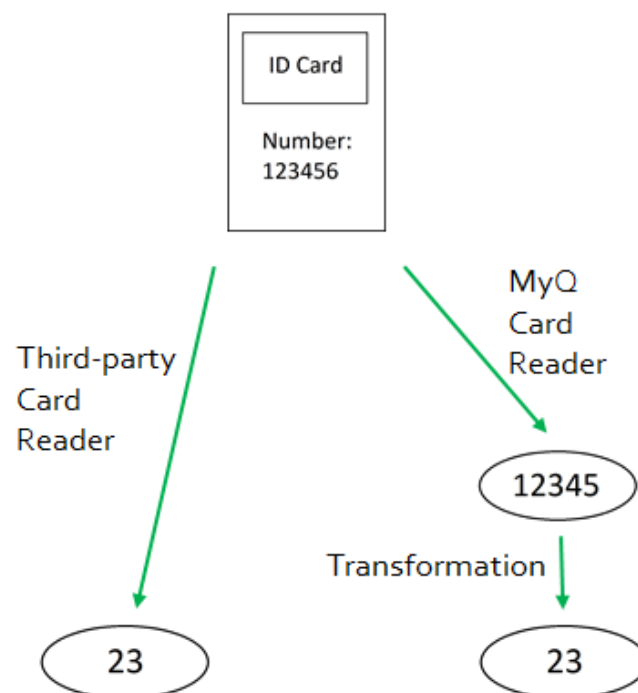 ID Card
Number:
123456
Third-party
Card
Reader
MyQ
Card
Reader
12345
Transformation
23
23